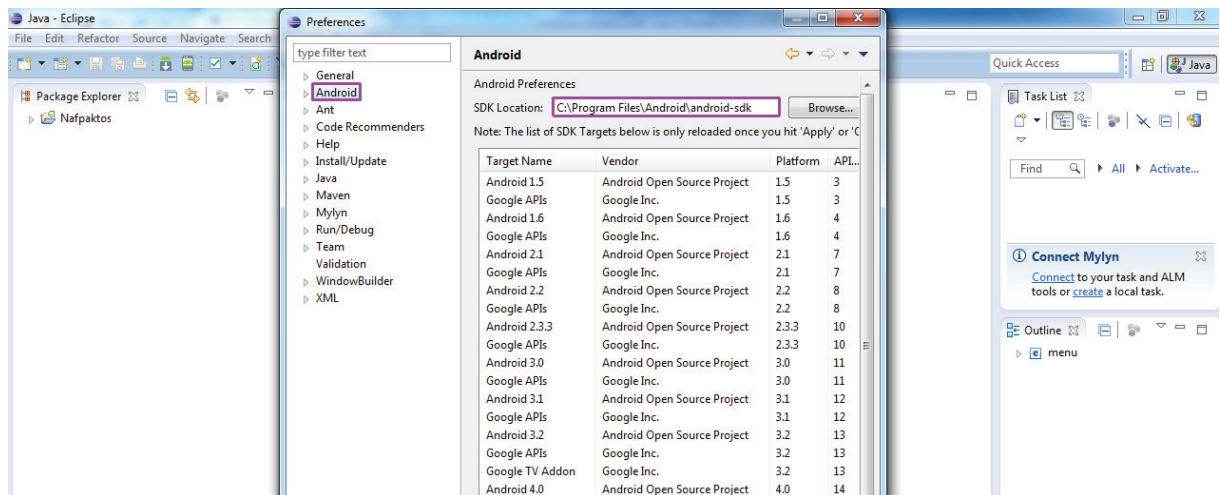 Java - Eclipse
File Edit Refactor Source Navigate Search
Quick Access
Java
Package Explorer
Nafpaktos
Preferences
type filter text
General
Android
Ant
Code Recommenders
Help
Install/Update
Java
Maven
Mylyn
Run/Debug
Team
Validation
WindowBuilder
XML
Android
Android Preferences
SDK Location: C:\Program Files\Android\android-sdk Browse...
Note: The list of SDK Targets below is only reloaded once you hit 'Apply' or 'O
Target Name Vendor Platform API...
Android 1.5 Android Open Source Project 1.5 3
Google APIs Google Inc. 1.5 3
Android 1.6 Android Open Source Project 1.6 4
Google APIs Google Inc. 1.6 4
Android 2.1 Android Open Source Project 2.1 7
Google APIs Google Inc. 2.1 7
Android 2.2 Android Open Source Project 2.2 8
Google APIs Google Inc. 2.2 8
Android 2.3.3 Android Open Source Project 2.3.3 10
Google APIs Google Inc. 2.3.3 10
Android 3.0 Android Open Source Project 3.0 11
Google APIs Google Inc. 3.0 11
Android 3.1 Android Open Source Project 3.1 12
Google APIs Google Inc. 3.1 12
Android 3.2 Android Open Source Project 3.2 13
Google APIs Google Inc. 3.2 13
Google TV Addon Google Inc. 3.2 13
Android 4.0 Android Open Source Project 4.0 14
Task List
Find All Activate...
Connect Mylyn
Connect to your task and ALM
tools or create a local task.
Outline
menu